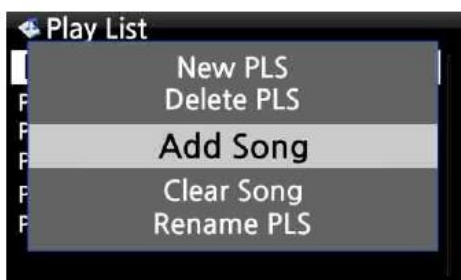 Play List
New PLS
Delete PLS
Add Song
Clear Song
Rename PLS